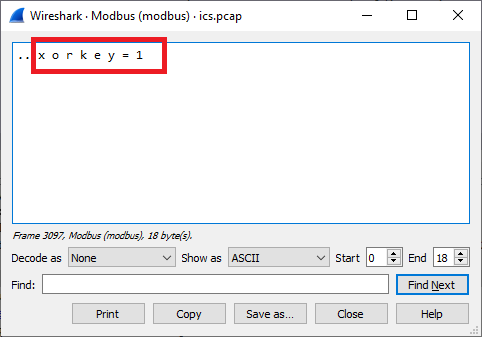 Wireshark · Modbus (modbus) · ics.pcap
..x o r k e y = 1
Frame 3097, Modbus (modbus), 18 byte(s).
Decode as None Show as ASCII Start 0 End 18
Find: Find Next
Print Copy Save as... Close Help